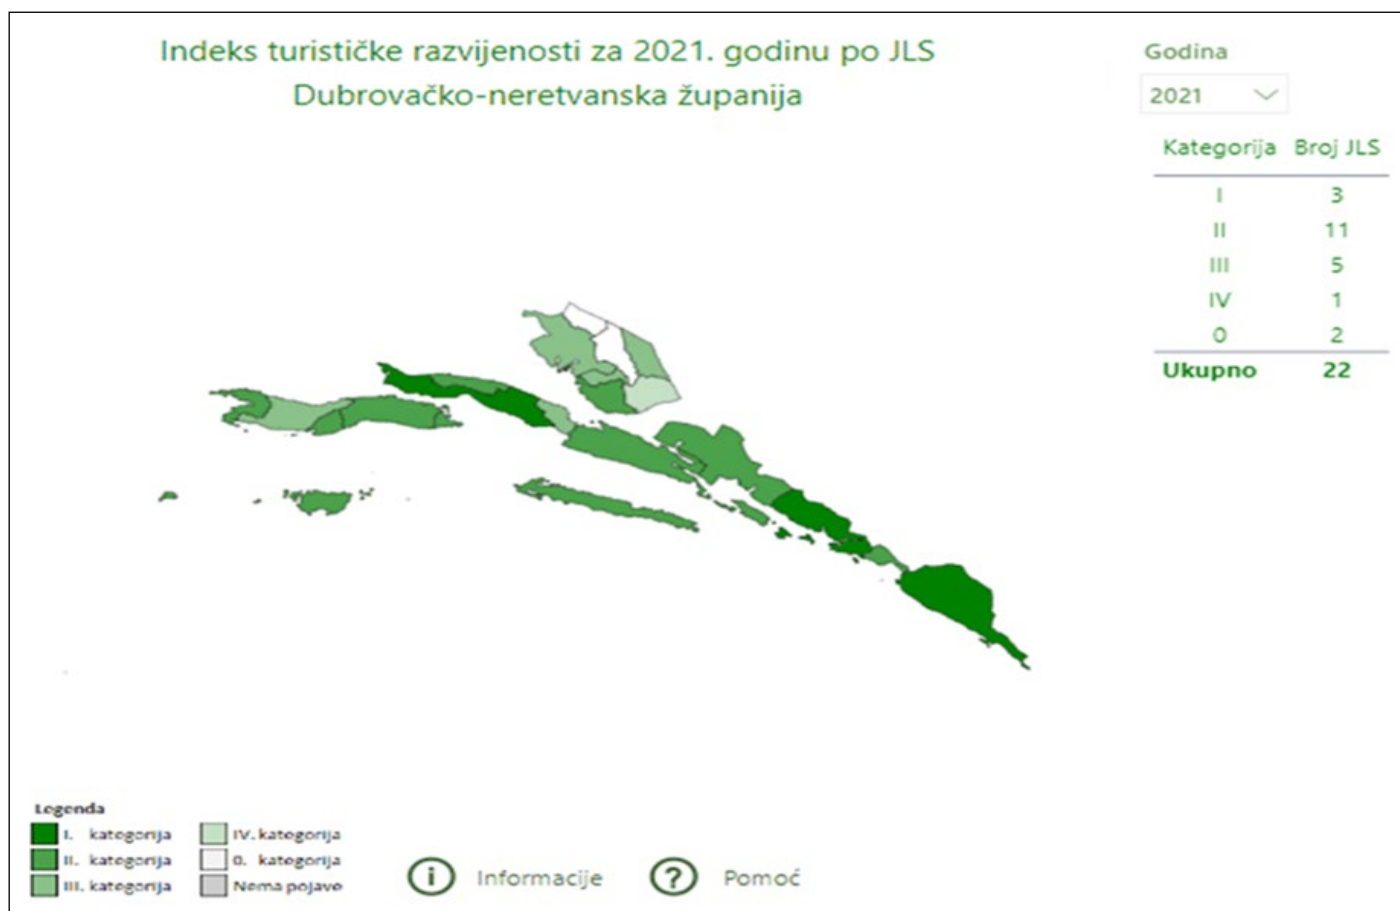 Indeks turističke razvijenosti za 2021. godinu po JLS
Dubrovačko-neretvanska županija
Godina
2021
Kategorija Broj JLS
I 3
II 11
III 5
IV 1
0 2
Ukupno 22
Legenda
I. kategorija
II. kategorija
III. kategorija
IV. kategorija
0. kategorija
Nema pojave
i Informacije
? Pomoć